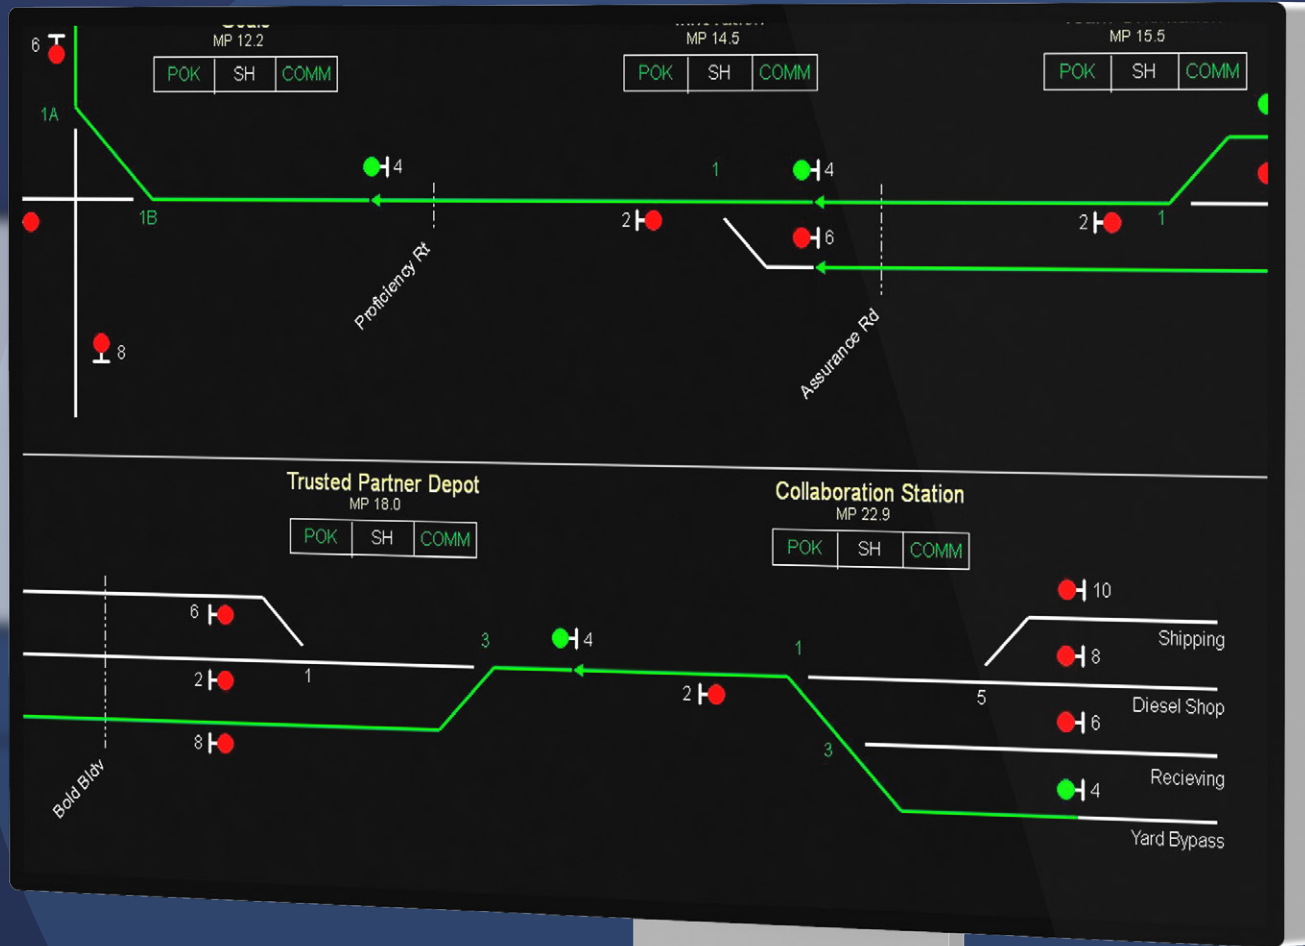 Goals
MP 12.2
POK SH COMM
Innovation
MP 14.5
POK SH COMM
MP 15.5
POK SH COMM
6
1A
4
1
4
1B
2
6
2
1
8
Proficiency Rt
Assurance Rd
Trusted Partner Depot
MP 18.0
POK SH COMM
Collaboration Station
MP 22.9
POK SH COMM
6
3
4
1
10
Shipping
2
1
2
5
8
Diesel Shop
8
3
6
Recieving
4
Yard Bypass
Bold Bldv